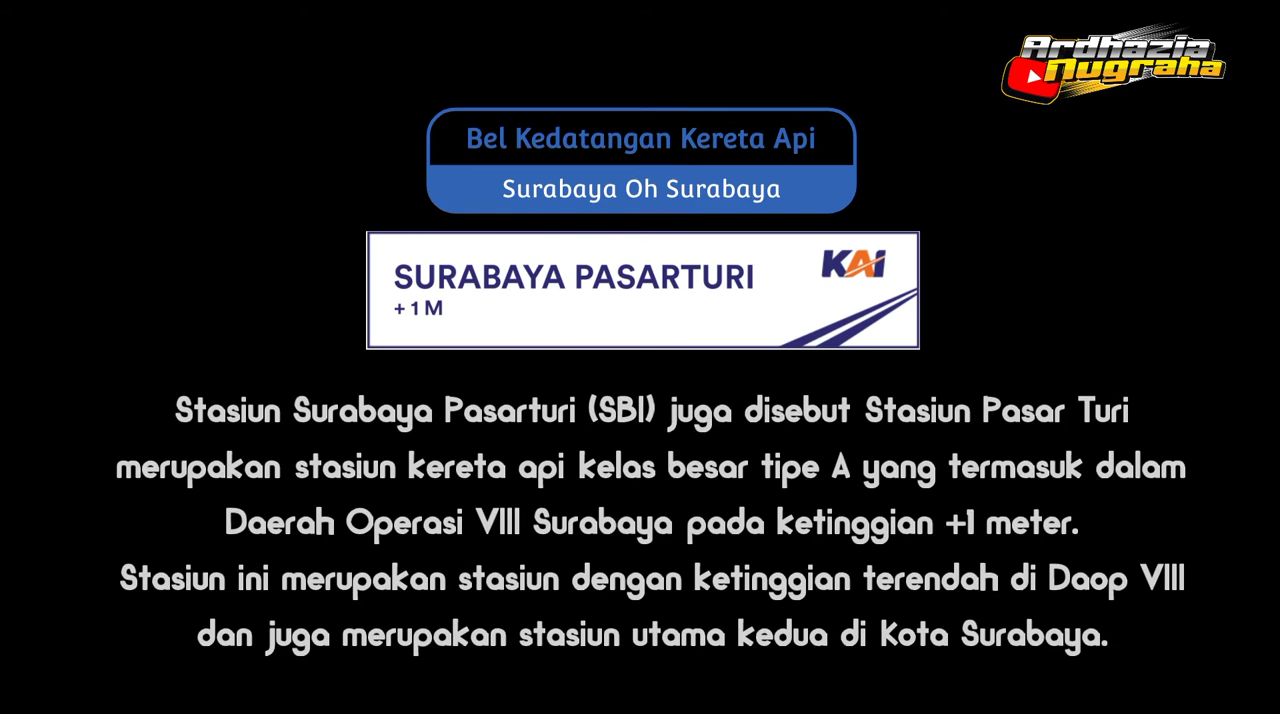 Ardhazia
Nugraha
Bel Kedatangan Kereta Api
Surabaya Oh Surabaya
SURABAYA PASARTURI
KAI
+ 1 M
Stasiun Surabaya Pasarturi (SBI) juga disebut Stasiun Pasar Turi
merupakan stasiun kereta api kelas besar tipe A yang termasuk dalam
Daerah Operasi VIII Surabaya pada ketinggian +1 meter.
Stasiun ini merupakan stasiun dengan ketinggian terendah di Daop VIII
dan juga merupakan stasiun utama kedua di Kota Surabaya.